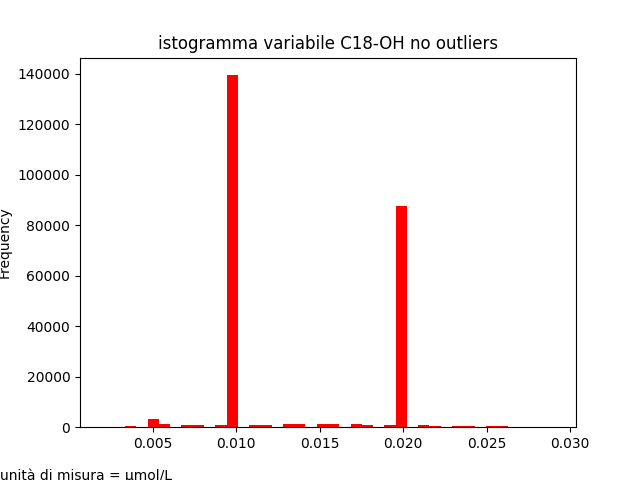 istogramma variabile C18-OH no outliers
140000
120000
100000
80000
60000
40000
20000
0
Frequency
0.005 0.010 0.015 0.020 0.025 0.030
unità di misura = μmol/L